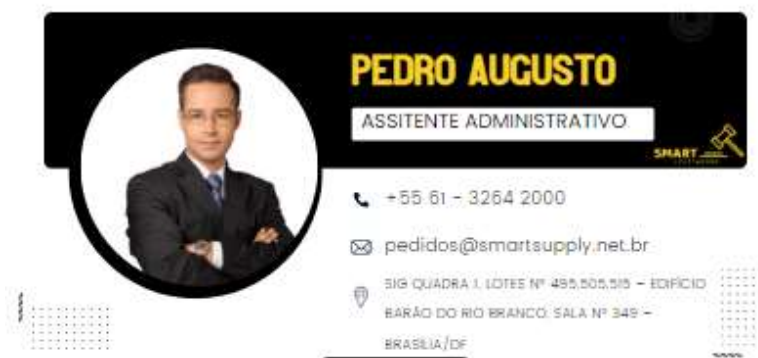 PEDRO AUGUSTO
ASSITENTE ADMINISTRATIVO
SMART
+55 61 - 3264 2000
pedidos@smartsupply.net.br
SIG QUADRA 1, LOTES Nº 495,505,515 – EDIFÍCIO
BARÃO DO RIO BRANCO, SALA Nº 349 –
BRASÍLIA/DF